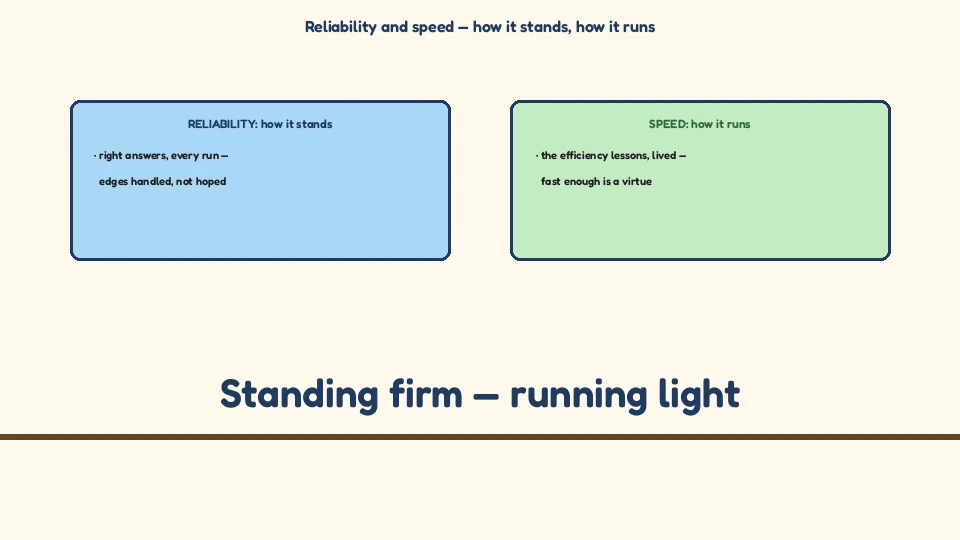 Reliability and speed — how it stands, how it runs
RELIABILITY: how it stands
· right answers, every run —
edges handled, not hoped
SPEED: how it runs
· the efficiency lessons, lived —
fast enough is a virtue
Standing firm — running light